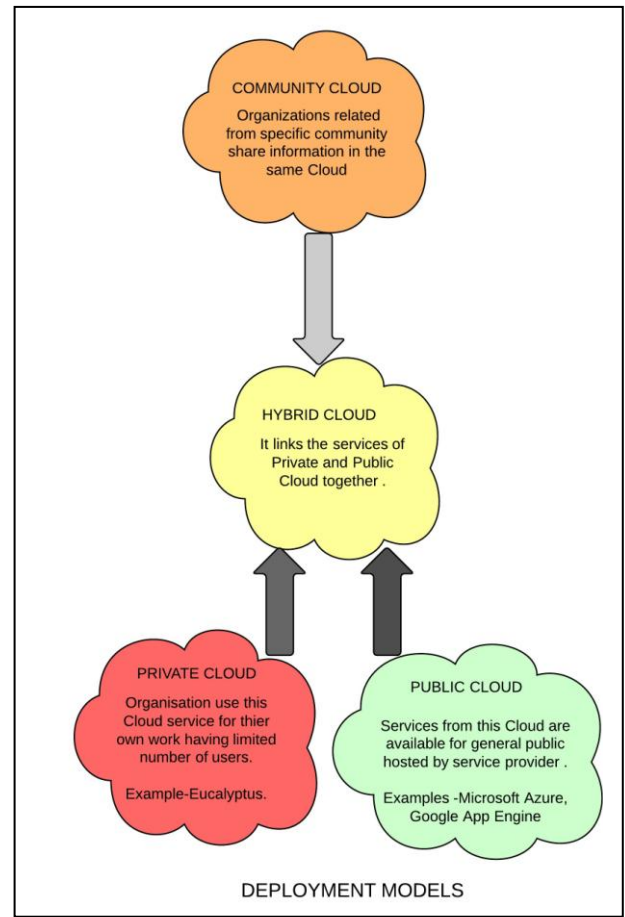 COMMUNITY CLOUD
Organizations related
from specific community
share information in the
same Cloud
HYBRID CLOUD
It links the services of
Private and Public
Cloud together .
PRIVATE CLOUD
Organisation use this
Cloud service for thier
own work having limited
number of users.
Example-Eucalyptus.
PUBLIC CLOUD
Services from this Cloud are
available for general public
hosted by service provider .
Examples -Microsoft Azure,
Google App Engine
DEPLOYMENT MODELS